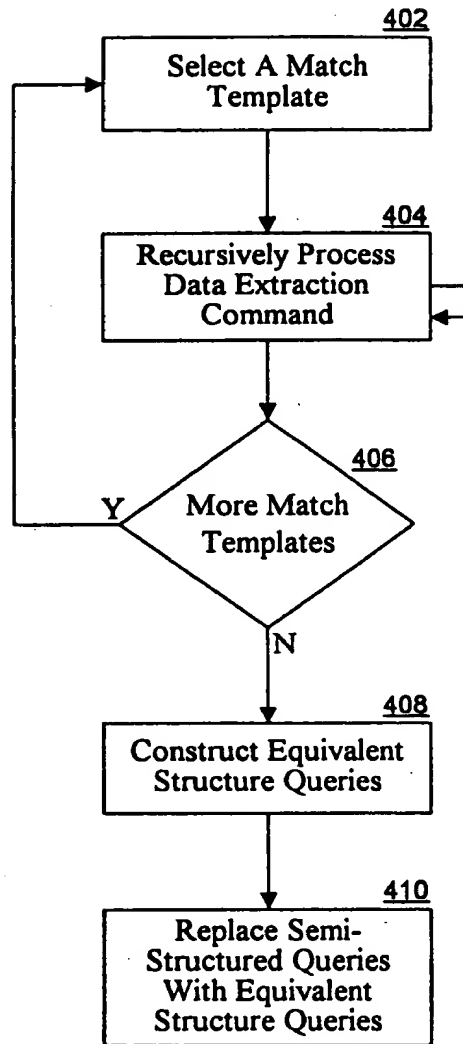 402
Select A Match
Template
404
Recursively Process
Data Extraction
Command
406
More Match
Templates
Y
N
408
Construct Equivalent
Structure Queries
410
Replace Semi-
Structured Queries
With Equivalent
Structure Queries